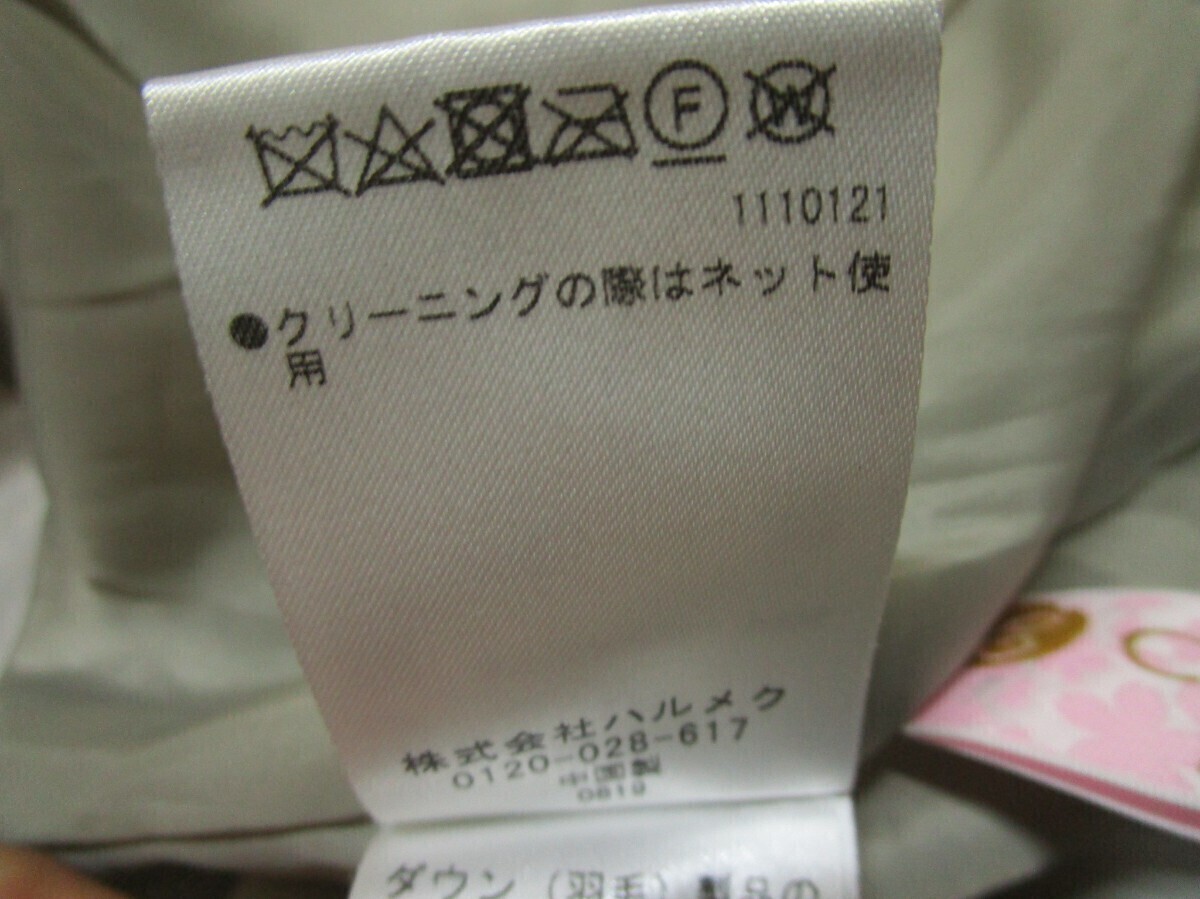 F W
1110121
●クリーニングの際はネット使
用
株式会社ハルメク
0120-028-617
中国製
0819
ダウン(羽毛)製品の